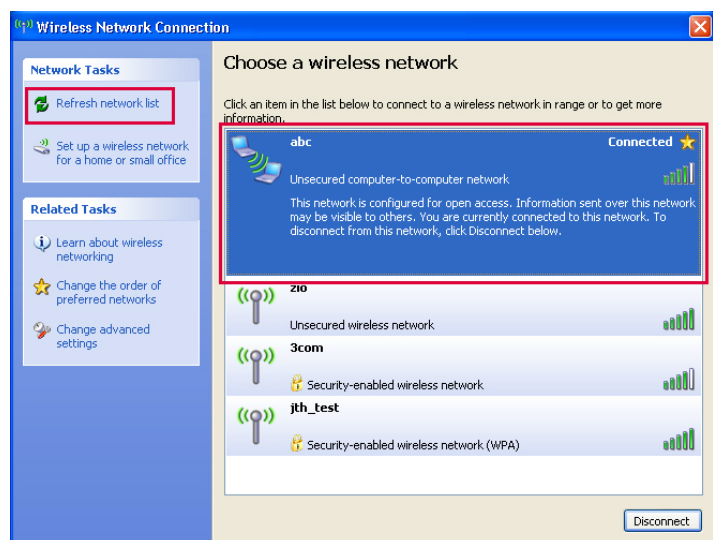 Wireless Network Connection
Network Tasks
Refresh network list
Set up a wireless network
for a home or small office
Related Tasks
Learn about wireless
networking
Change the order of
preferred networks
Change advanced
settings
Choose a wireless network
Click an item in the list below to connect to a wireless network in range or to get more
information.
abc Connected
Unsecured computer-to-computer network
This network is configured for open access. Information sent over this network
may be visible to others. You are currently connected to this network. To
disconnect from this network, click Disconnect below.
zio
Unsecured wireless network
3com
Security-enabled wireless network
jth_test
Security-enabled wireless network (WPA)
Disconnect